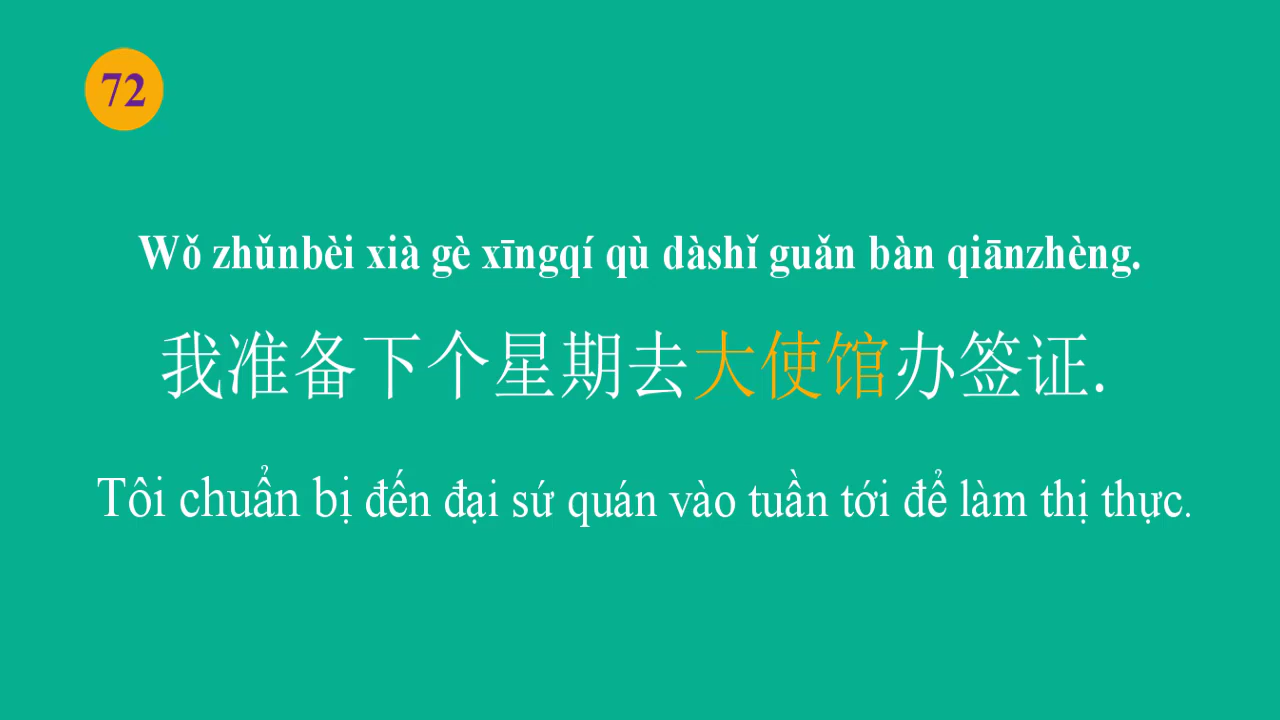 72
Wǒ zhǔnbèi xià gè xīngqí qù dàshǐ guǎn bàn qiānzhèng.
我准备下个星期去大使馆办签证.
Tôi chuẩn bị đến đại sứ quán vào tuần tới để làm thị thực.